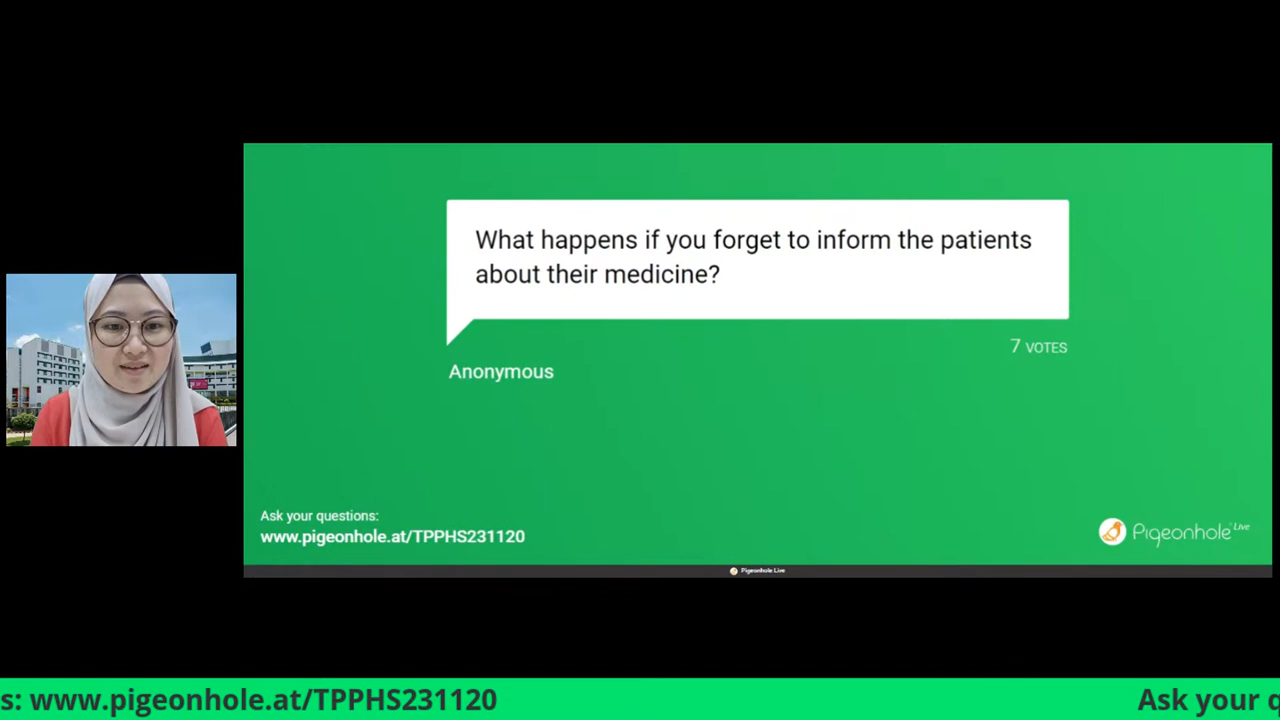 What happens if you forget to inform the patients
about their medicine?
7 VOTES
Anonymous
Ask your questions:
www.pigeonhole.at/TPPHS231120
Pigeonhole Live
Pigeonhole Live
s: www.pigeonhole.at/TPPHS231120
Ask your q